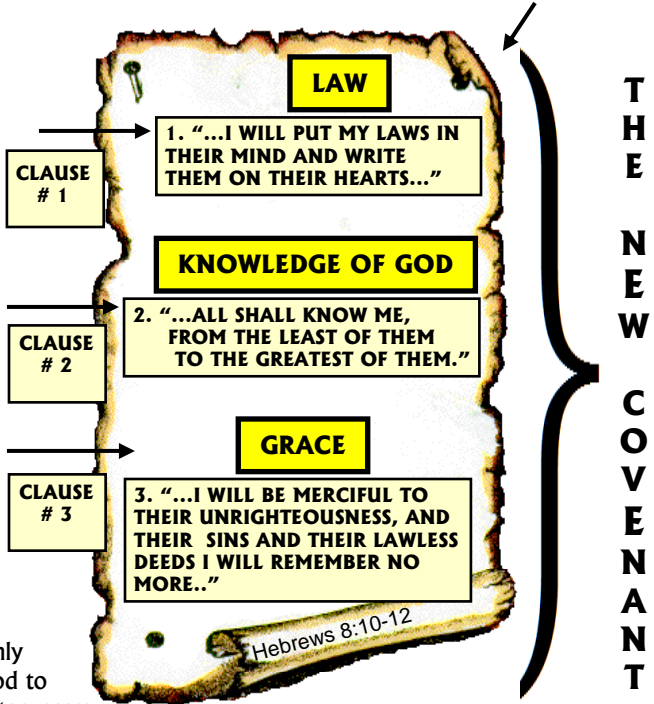 LAW
1. “...I WILL PUT MY LAWS IN
THEIR MIND AND WRITE
THEM ON THEIR HEARTS...”
CLAUSE
# 1
KNOWLEDGE OF GOD
2. “...ALL SHALL KNOW ME,
FROM THE LEAST OF THEM
TO THE GREATEST OF THEM.”
CLAUSE
# 2
GRACE
CLAUSE
# 3
3. “...I WILL BE MERCIFUL TO
THEIR UNRIGHTEOUSNESS, AND
THEIR SINS AND THEIR LAWLESS
DEEDS I WILL REMEMBER NO
MORE..”
Hebrews 8:10-12
THE NEW COVENANT
to